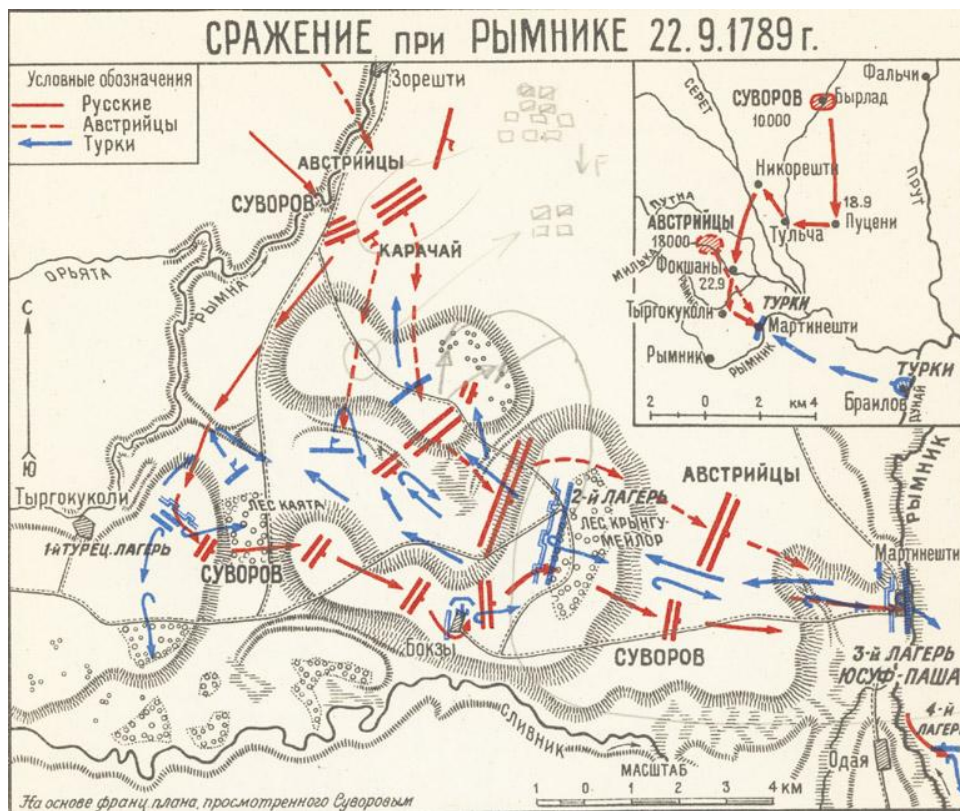 СРАЖЕНИЕ ПРИ РЫМНИКЕ 22.9.1789 г.
Условные обозначения
Русские
Австрийцы
Турки
Зорешти
АВСТРИЙЦЫ
СУВОРОВ
КАРАЧАЙ
ОРЬЯТА
РЫМНА
С
Ю
Тыргокуколи
1-й ТУРЕЦ. ЛАГЕРЬ
ЛЕС КАЯТА
СУВОРОВ
Бокзы
2-й ЛАГЕРЬ
ЛЕС КРЫНГУ-
МЕЙЛОР
АВСТРИЙЦЫ
СУВОРОВ
РЫМНИК
Мартинешти
3-й ЛАГЕРЬ
ЮСУФ-ПАША
4-й
ЛАГЕРЬ
Одая
СЛИВНИК
МАСШТАБ
1 0 1 2 3 4 км
На основе франц. плана, просмотренного Суворовым
Фальчи
СЕРЕТ
СУВОРОВ
10000
Бырлад
Никорешти
ПРУТ
18.9
Пуцени
Тульча
ПУТНА
АВСТРИЙЦЫ
18000
МИЛЬКА
Фокшаны
22.9
РЫМНА
Тыргокуколи
ТУРКИ
Мартинешти
Рымник
РЫМНИК
ТУРКИ
Браилов
ДУНАЙ
2 0 2 км 4
F